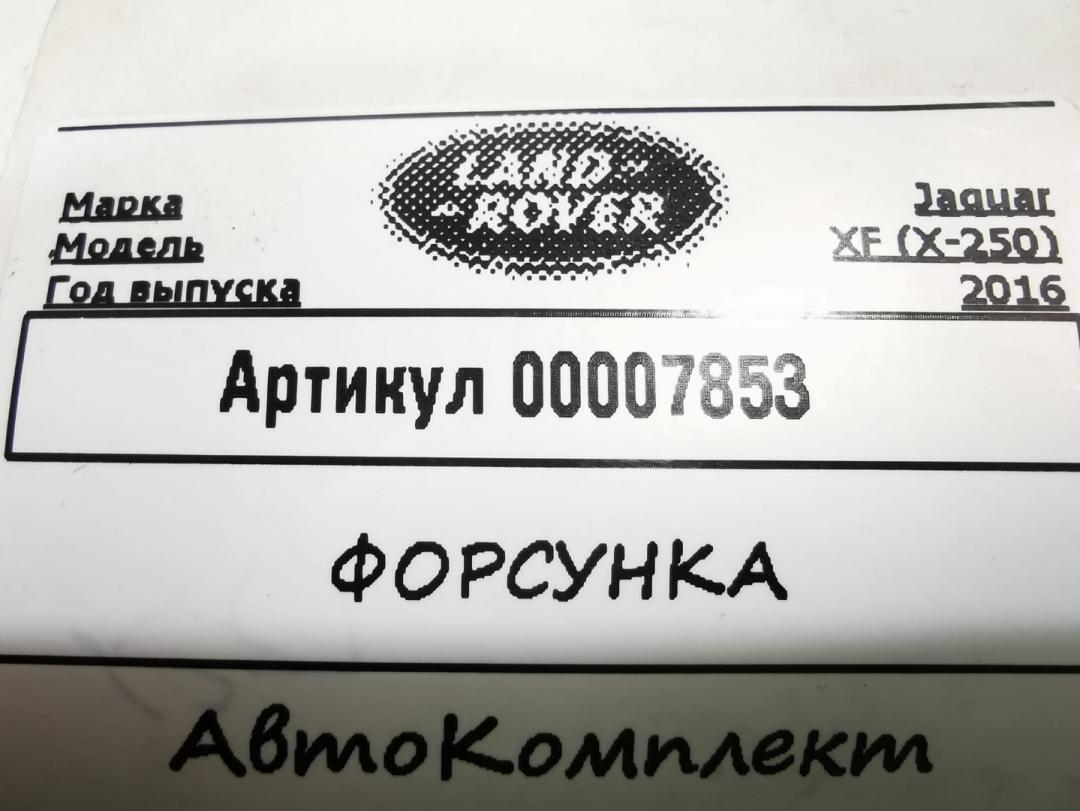 LAND-
-ROVER
Марка Jaguar
Модель XF (X-250)
Год выпуска 2016
Артикул 00007853
ФОРСУНКА
АвтоКомплект